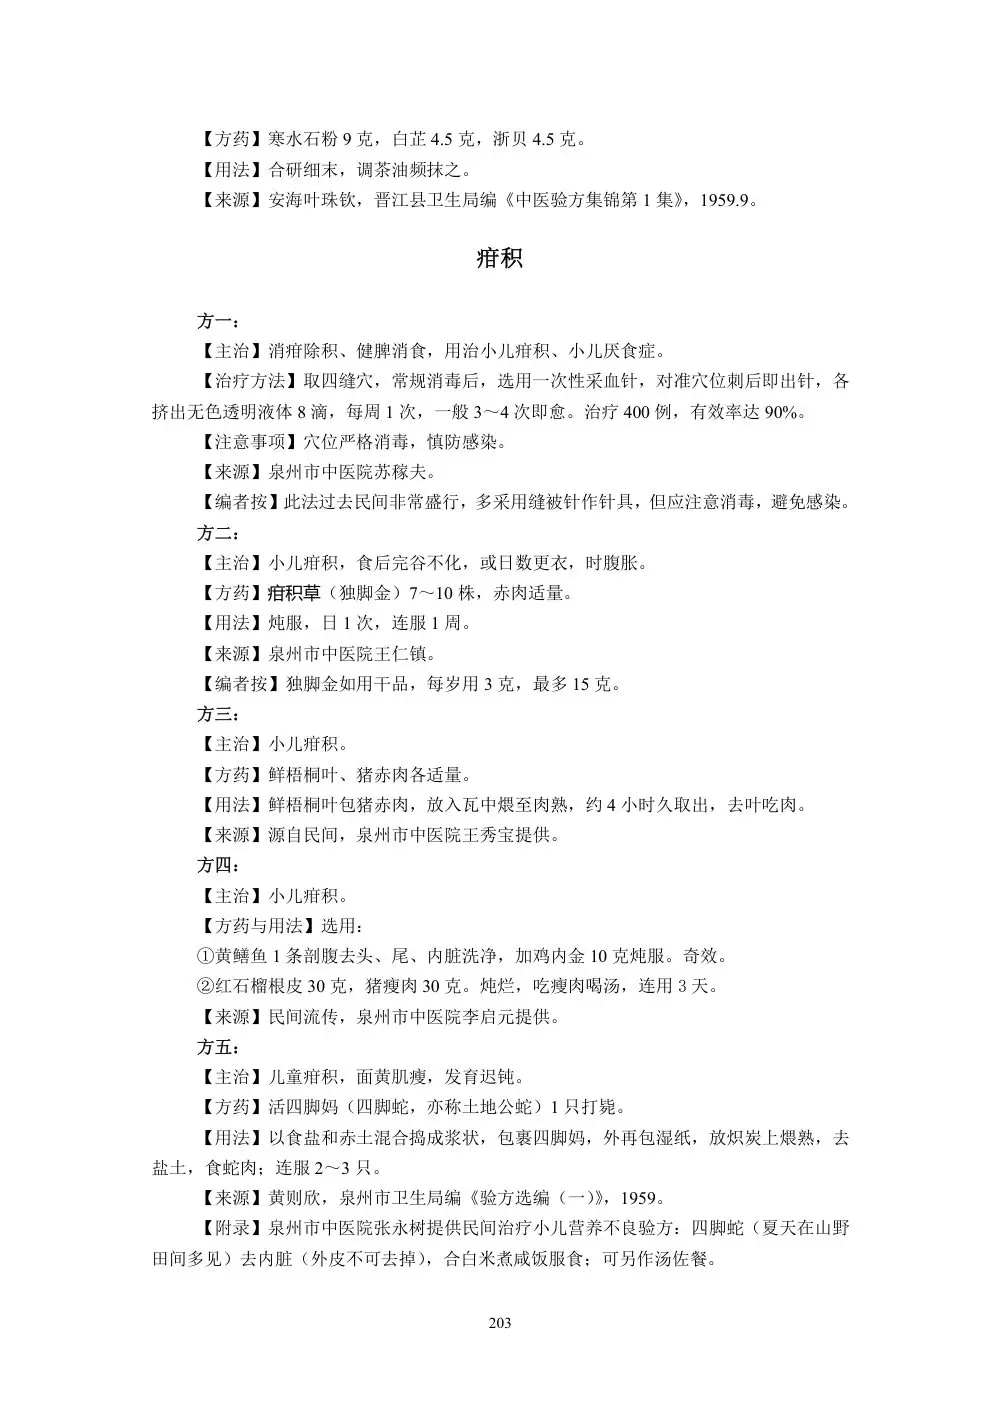 【方药】寒水石粉 9 克，白芷 4.5 克，浙贝 4.5 克。
【用法】合研细末，调茶油频抹之。
【来源】安海叶珠钦，晋江县卫生局编《中医验方集锦第 1 集》，1959.9。
疳积
方一：
【主治】消疳除积、健脾消食，用治小儿疳积、小儿厌食症。
【治疗方法】取四缝穴，常规消毒后，选用一次性采血针，对准穴位刺后即出针，各
挤出无色透明液体 8 滴，每周 1 次，一般 3～4 次即愈。治疗 400 例，有效率达 90%。
【注意事项】穴位严格消毒，慎防感染。
【来源】泉州市中医院苏稼夫。
【编者按】此法过去民间非常盛行，多采用缝被针作针具，但应注意消毒，避免感染。
方二：
【主治】小儿疳积，食后完谷不化，或日数更衣，时腹胀。
【方药】疳积草（独脚金）7～10 株，赤肉适量。
【用法】炖服，日 1 次，连服 1 周。
【来源】泉州市中医院王仁镇。
【编者按】独脚金如用干品，每岁用 3 克，最多 15 克。
方三：
【主治】小儿疳积。
【方药】鲜梧桐叶、猪赤肉各适量。
【用法】鲜梧桐叶包猪赤肉，放入瓦中煨至肉熟，约 4 小时久取出，去叶吃肉。
【来源】源自民间，泉州市中医院王秀宝提供。
方四：
【主治】小儿疳积。
【方药与用法】选用：
①黄鳝鱼 1 条剖腹去头、尾、内脏洗净，加鸡内金 10 克炖服。奇效。
②红石榴根皮 30 克，猪瘦肉 30 克。炖烂，吃瘦肉喝汤，连用 3 天。
【来源】民间流传，泉州市中医院李启元提供。
方五：
【主治】儿童疳积，面黄肌瘦，发育迟钝。
【方药】活四脚妈（四脚蛇，亦称土地公蛇）1 只打毙。
【用法】以食盐和赤土混合捣成浆状，包裹四脚妈，外再包湿纸，放炽炭上煨熟，去
盐土，食蛇肉；连服 2～3 只。
【来源】黄则欣，泉州市卫生局编《验方选编（一）》，1959。
【附录】泉州市中医院张永树提供民间治疗小儿营养不良验方：四脚蛇（夏天在山野
田间多见）去内脏（外皮不可去掉），合白米煮咸饭服食；可另作汤佐餐。
203